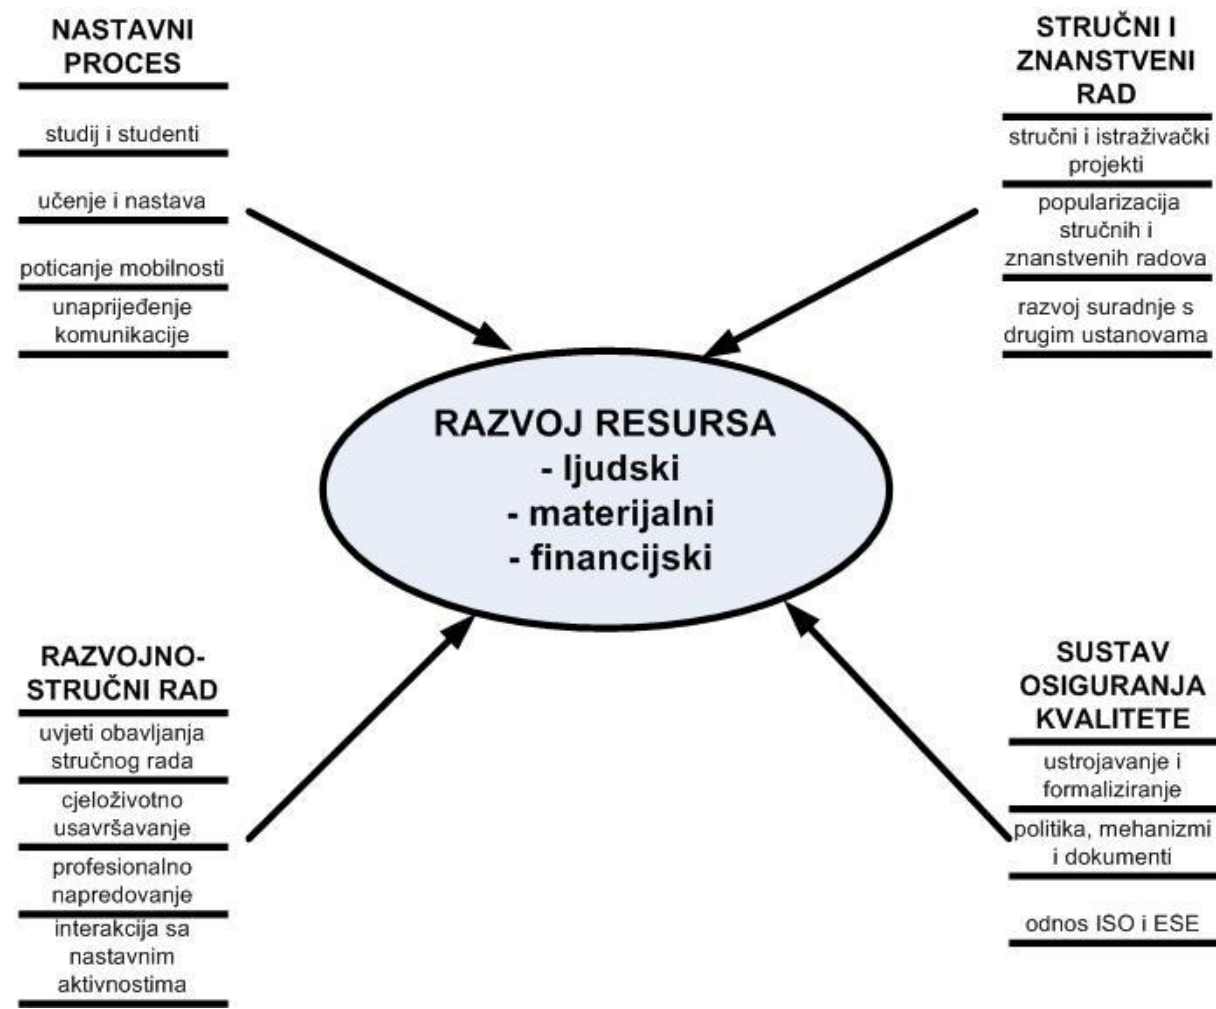 NASTAVNI
PROCES
studij i studenti
učenje i nastava
poticanje mobilnosti
unaprijeđenje
komunikacije
STRUČNI I
ZNANSTVENI
RAD
stručni i istraživački
projekti
popularizacija
stručnih i
znanstvenih radova
razvoj suradnje s
drugim ustanovama
RAZVOJ RESURSA
- ljudski
- materijalni
- financijski
RAZVOJNO-
STRUČNI RAD
uvjeti obavljanja
stručnog rada
cjeloživotno
usavršavanje
profesionalno
napredovanje
interakcija sa
nastavnim
aktivnostima
SUSTAV
OSIGURANJA
KVALITETE
ustrojavanje i
formaliziranje
politika, mehanizmi
i dokumenti
odnos ISO i ESE